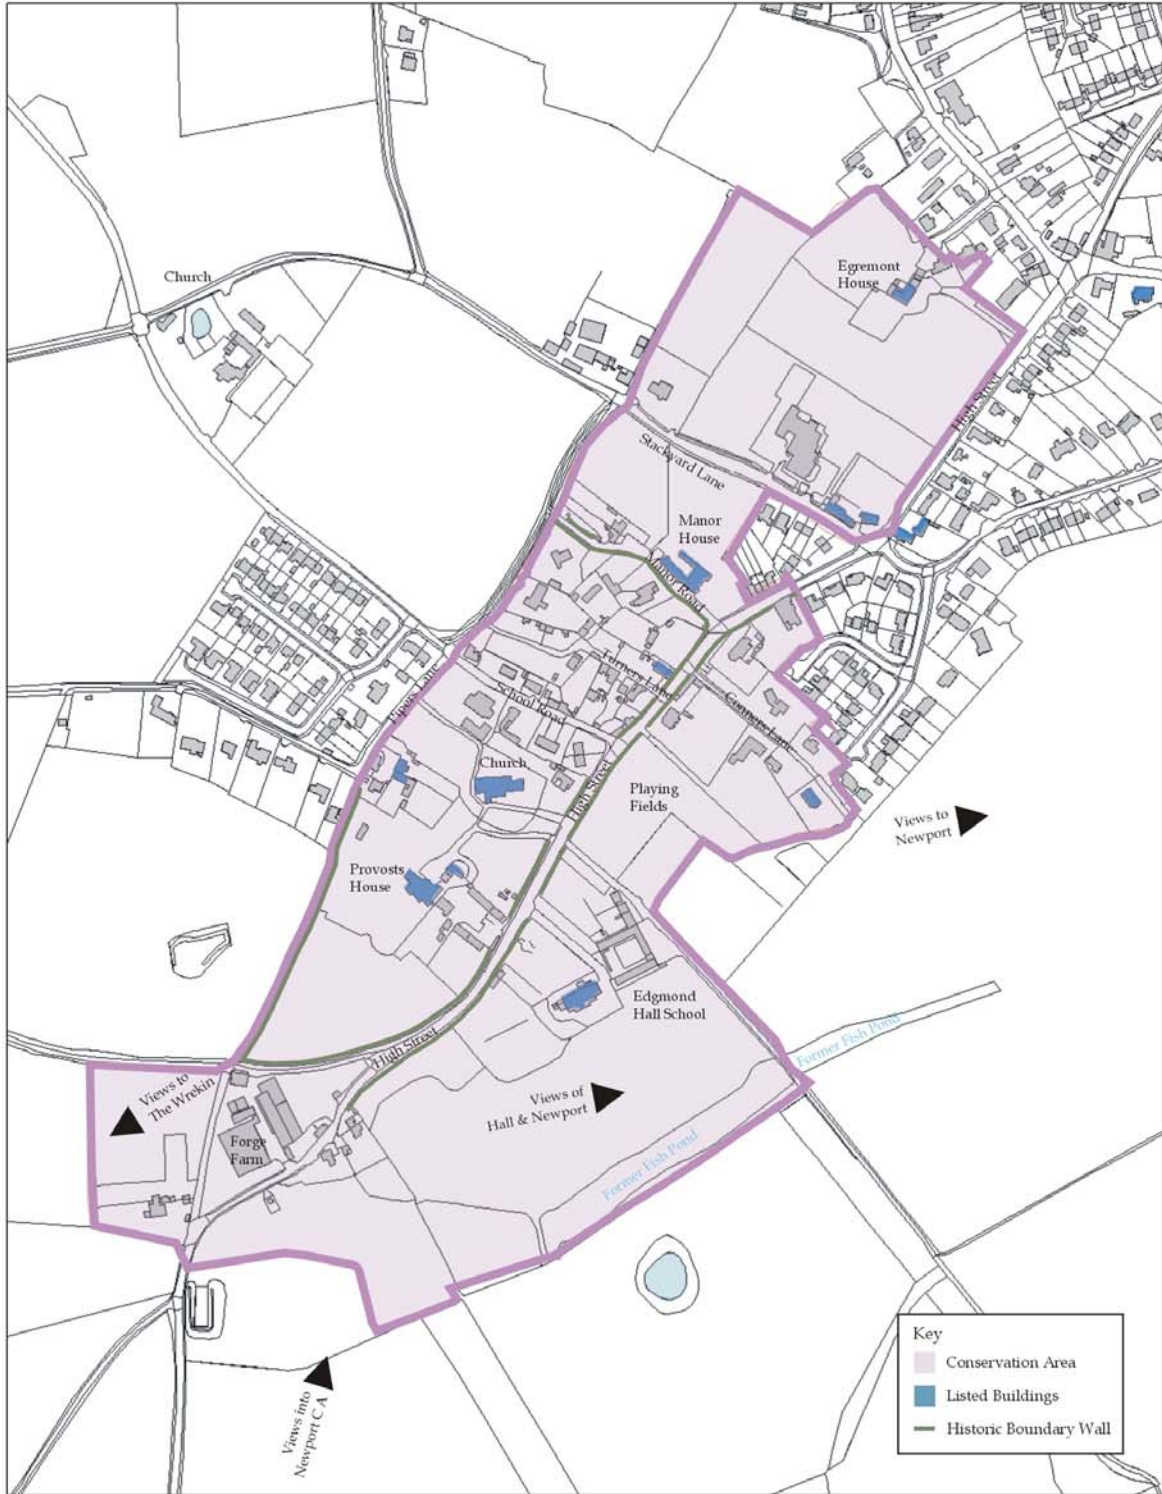 Church
Egremont
House
High Street
Stackyard Lane
Manor
House
Manor Road
Turners Lane
School Road
Conners Lane
Pipers Lane
Church
High Street
Playing
Fields
Views to
Newport
Provosts
House
Edgmond
Hall School
Former Fish Pond
High Street
Views to
The Wrekin
Views of
Hall & Newport
Forge
Farm
Former Fish Pond
Views into
Newport C A
Key
Conservation Area
Listed Buildings
Historic Boundary Wall